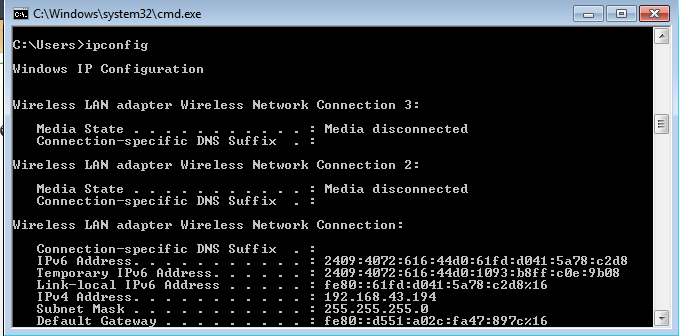 C:\Windows\system32\cmd.exe
C:\Users>ipconfig
Windows IP Configuration
Wireless LAN adapter Wireless Network Connection 3:
Media State . . . . . . . . . . . : Media disconnected
Connection-specific DNS Suffix  . :
Wireless LAN adapter Wireless Network Connection 2:
Media State . . . . . . . . . . . : Media disconnected
Connection-specific DNS Suffix  . :
Wireless LAN adapter Wireless Network Connection:
Connection-specific DNS Suffix  . :
IPv6 Address. . . . . . . . . . . : 2409:4072:616:44d0:61fd:d041:5a78:c2d8
Temporary IPv6 Address. . . . . . : 2409:4072:616:44d0:1093:b8ff:c0e:9b08
Link-local IPv6 Address . . . . . : fe80::61fd:d041:5a78:c2d8%16
IPv4 Address. . . . . . . . . . . : 192.168.43.194
Subnet Mask . . . . . . . . . . . : 255.255.255.0
Default Gateway . . . . . . . . . : fe80::d551:a02c:fa47:897c%16